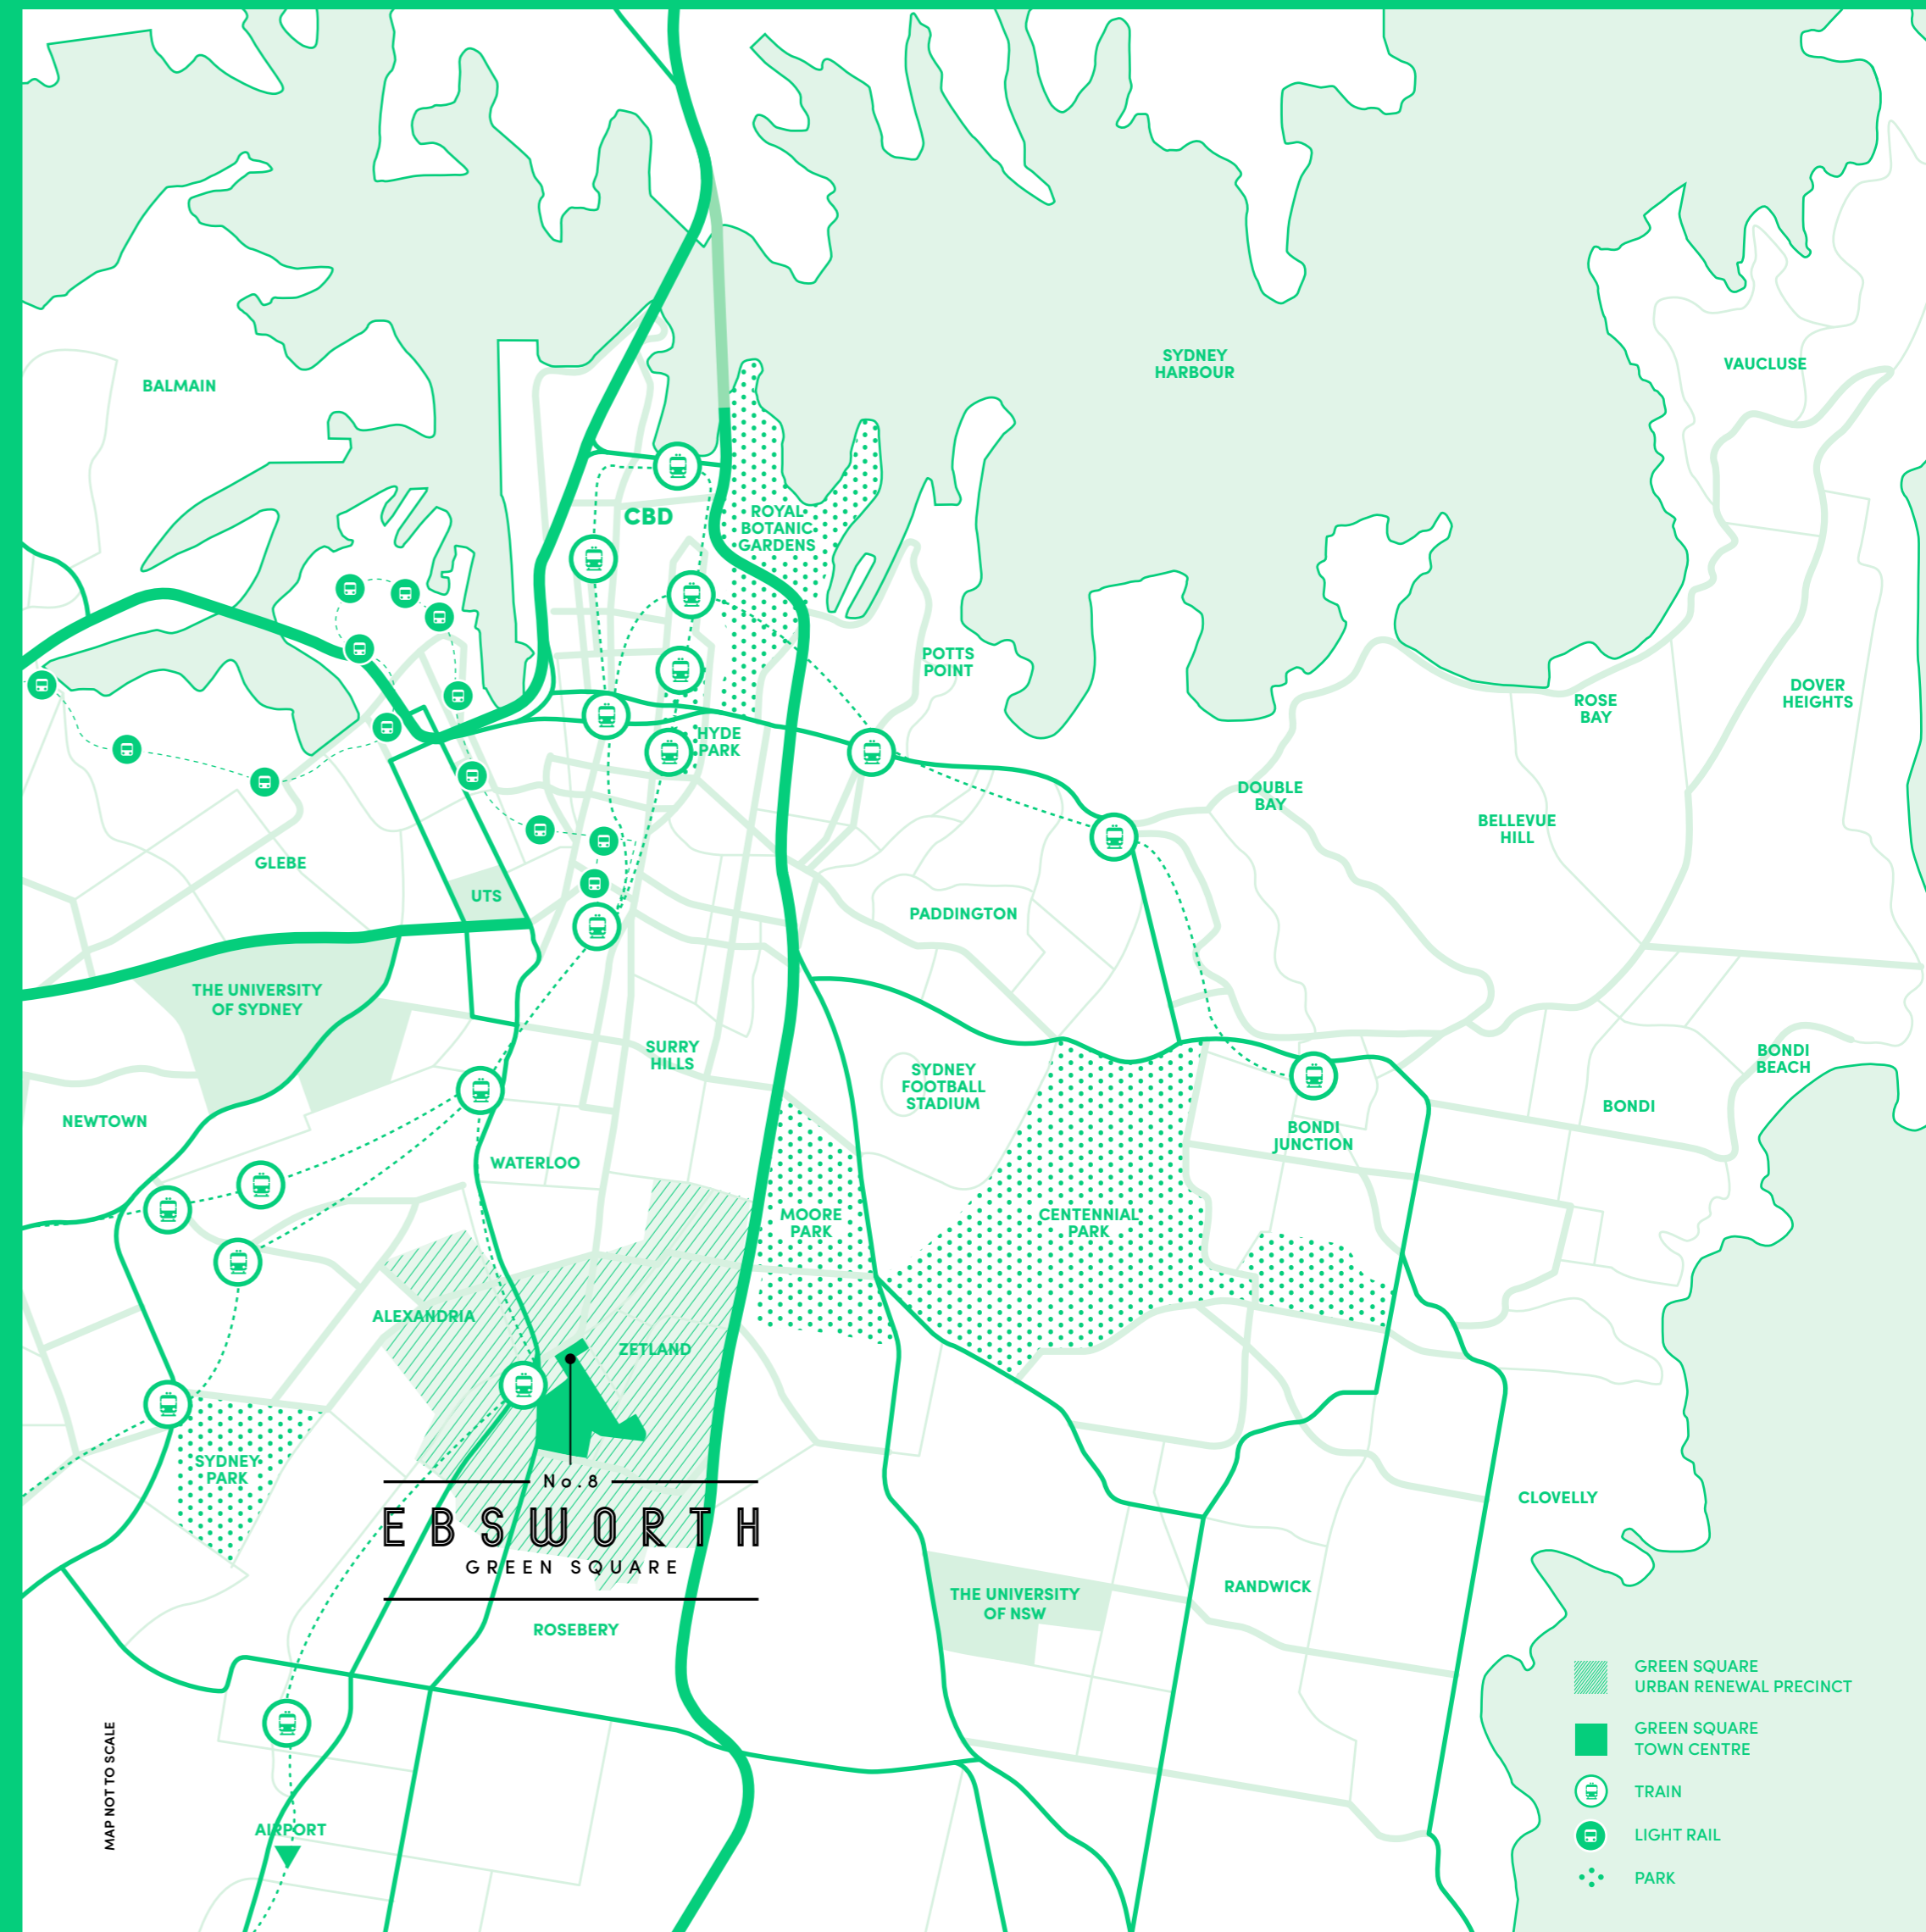 SYDNEY
HARBOUR
VAUCLUSE
BALMAIN
CBD
ROYAL
BOTANIC
GARDENS
POTTS
POINT
DOVER
HEIGHTS
ROSE
BAY
HYDE
PARK
DOUBLE
BAY
BELLEVUE
HILL
GLEBE
UTS
PADDINGTON
THE UNIVERSITY
OF SYDNEY
SURRY
HILLS
SYDNEY
FOOTBALL
STADIUM
BONDI
BEACH
NEWTOWN
BONDI
BONDI
JUNCTION
WATERLOO
MOORE
PARK
CENTENNIAL
PARK
ALEXANDRIA
ZETLAND
SYDNEY
PARK
No.8
EBSWORTH
GREEN SQUARE
CLOVELLY
THE UNIVERSITY
OF NSW
RANDWICK
ROSEBERY
AIRPORT
MAP NOT TO SCALE
GREEN SQUARE
URBAN RENEWAL PRECINCT
GREEN SQUARE
TOWN CENTRE
TRAIN
LIGHT RAIL
PARK